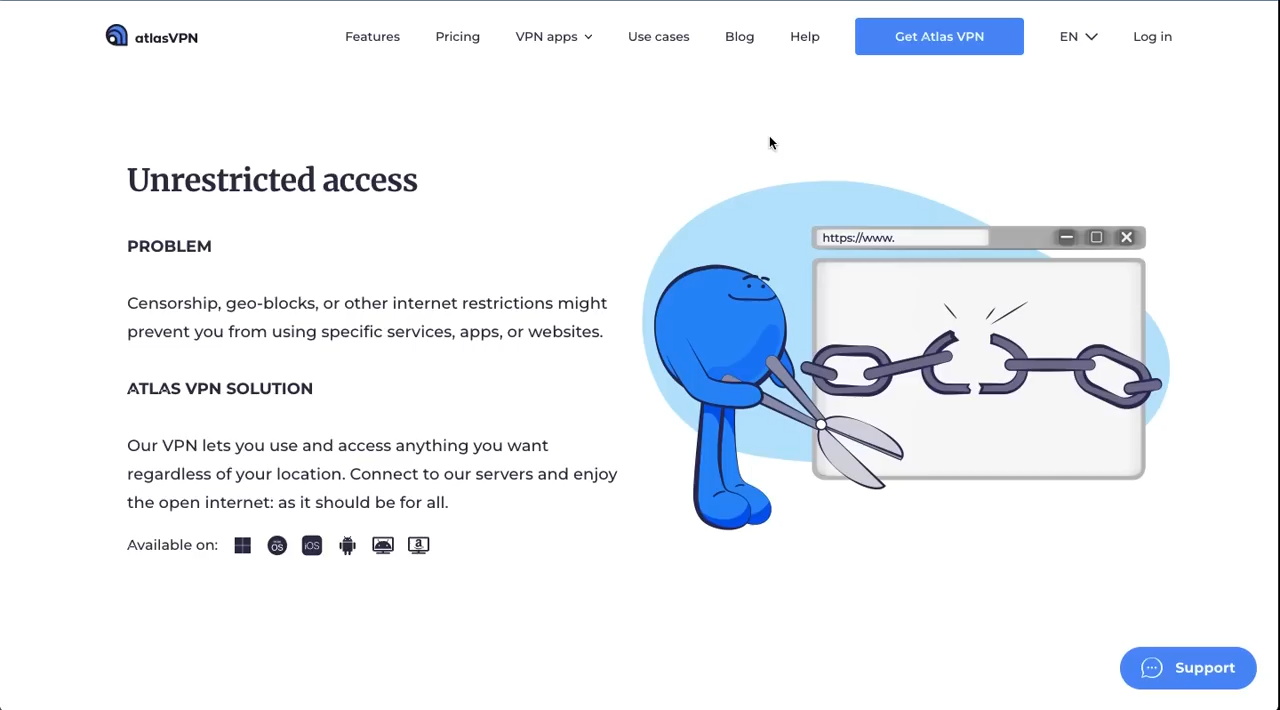 atlasVPN
Features
Pricing
VPN apps
Use cases
Blog
Help
Get Atlas VPN
EN
Log in
Unrestricted access
PROBLEM
Censorship, geo-blocks, or other internet restrictions might
prevent you from using specific services, apps, or websites.
ATLAS VPN SOLUTION
Our VPN lets you use and access anything you want
regardless of your location. Connect to our servers and enjoy
the open internet: as it should be for all.
Available on:
OS
iOS
a
https://www.
Support